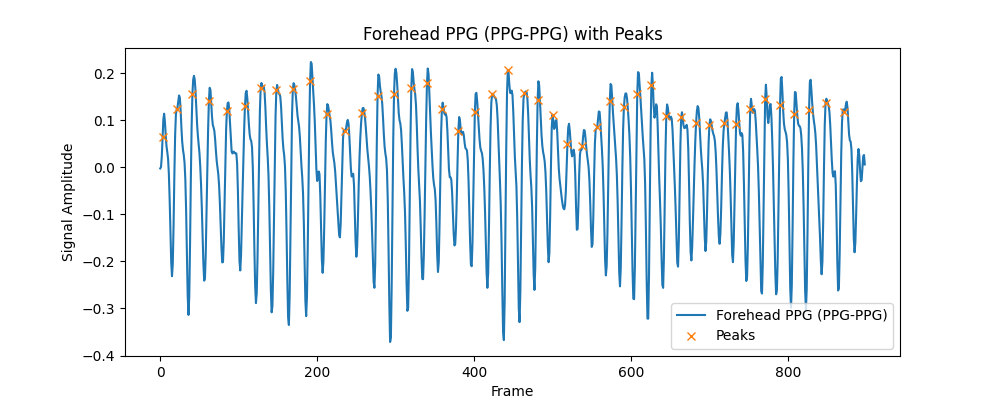 Forehead PPG (PPG-PPG) with Peaks
0.2
0.1
0.0
−0.1
−0.2
−0.3
−0.4
Signal Amplitude
0 200 400 600 800
Frame
Forehead PPG (PPG-PPG)
Peaks